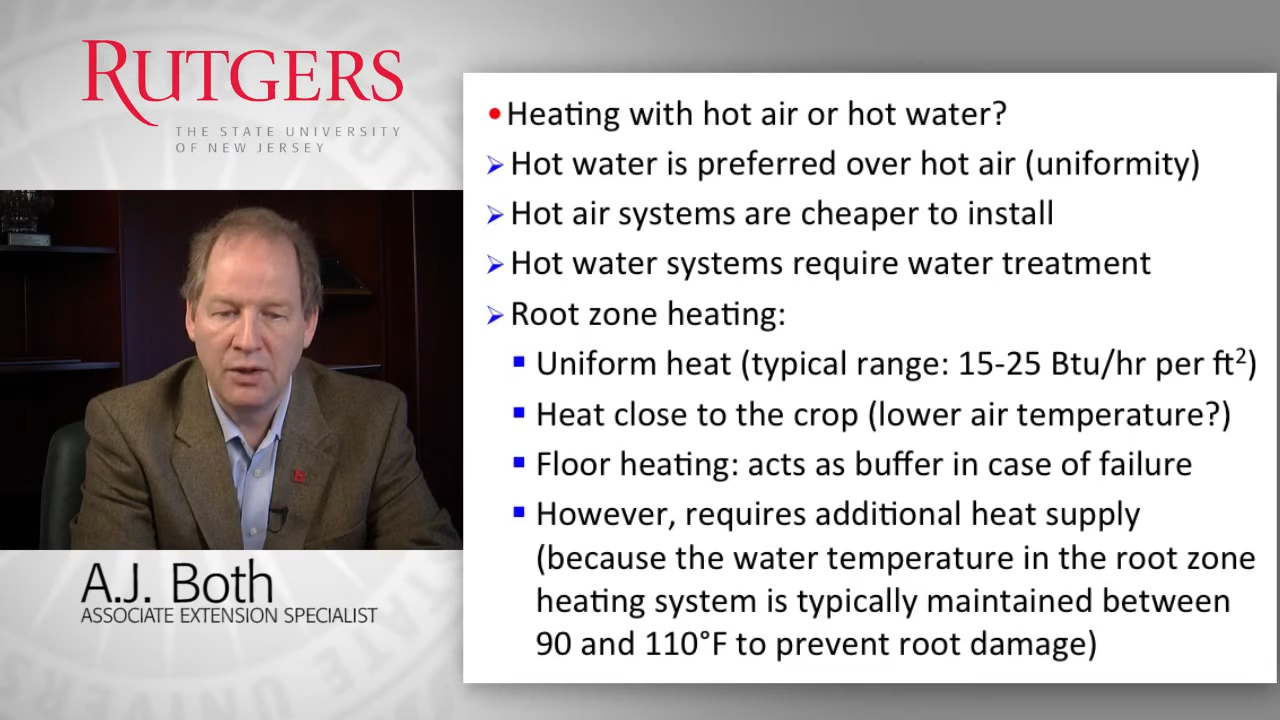 RUTGERS
THE STATE UNIVERSITY
OF NEW JERSEY
• Heating with hot air or hot water?
➢ Hot water is preferred over hot air (uniformity)
➢ Hot air systems are cheaper to install
➢ Hot water systems require water treatment
➢ Root zone heating:
▪ Uniform heat (typical range: 15-25 Btu/hr per ft²)
▪ Heat close to the crop (lower air temperature?)
▪ Floor heating: acts as buffer in case of failure
▪ However, requires additional heat supply
(because the water temperature in the root zone
heating system is typically maintained between
90 and 110°F to prevent root damage)
A.J. Both
ASSOCIATE EXTENSION SPECIALIST